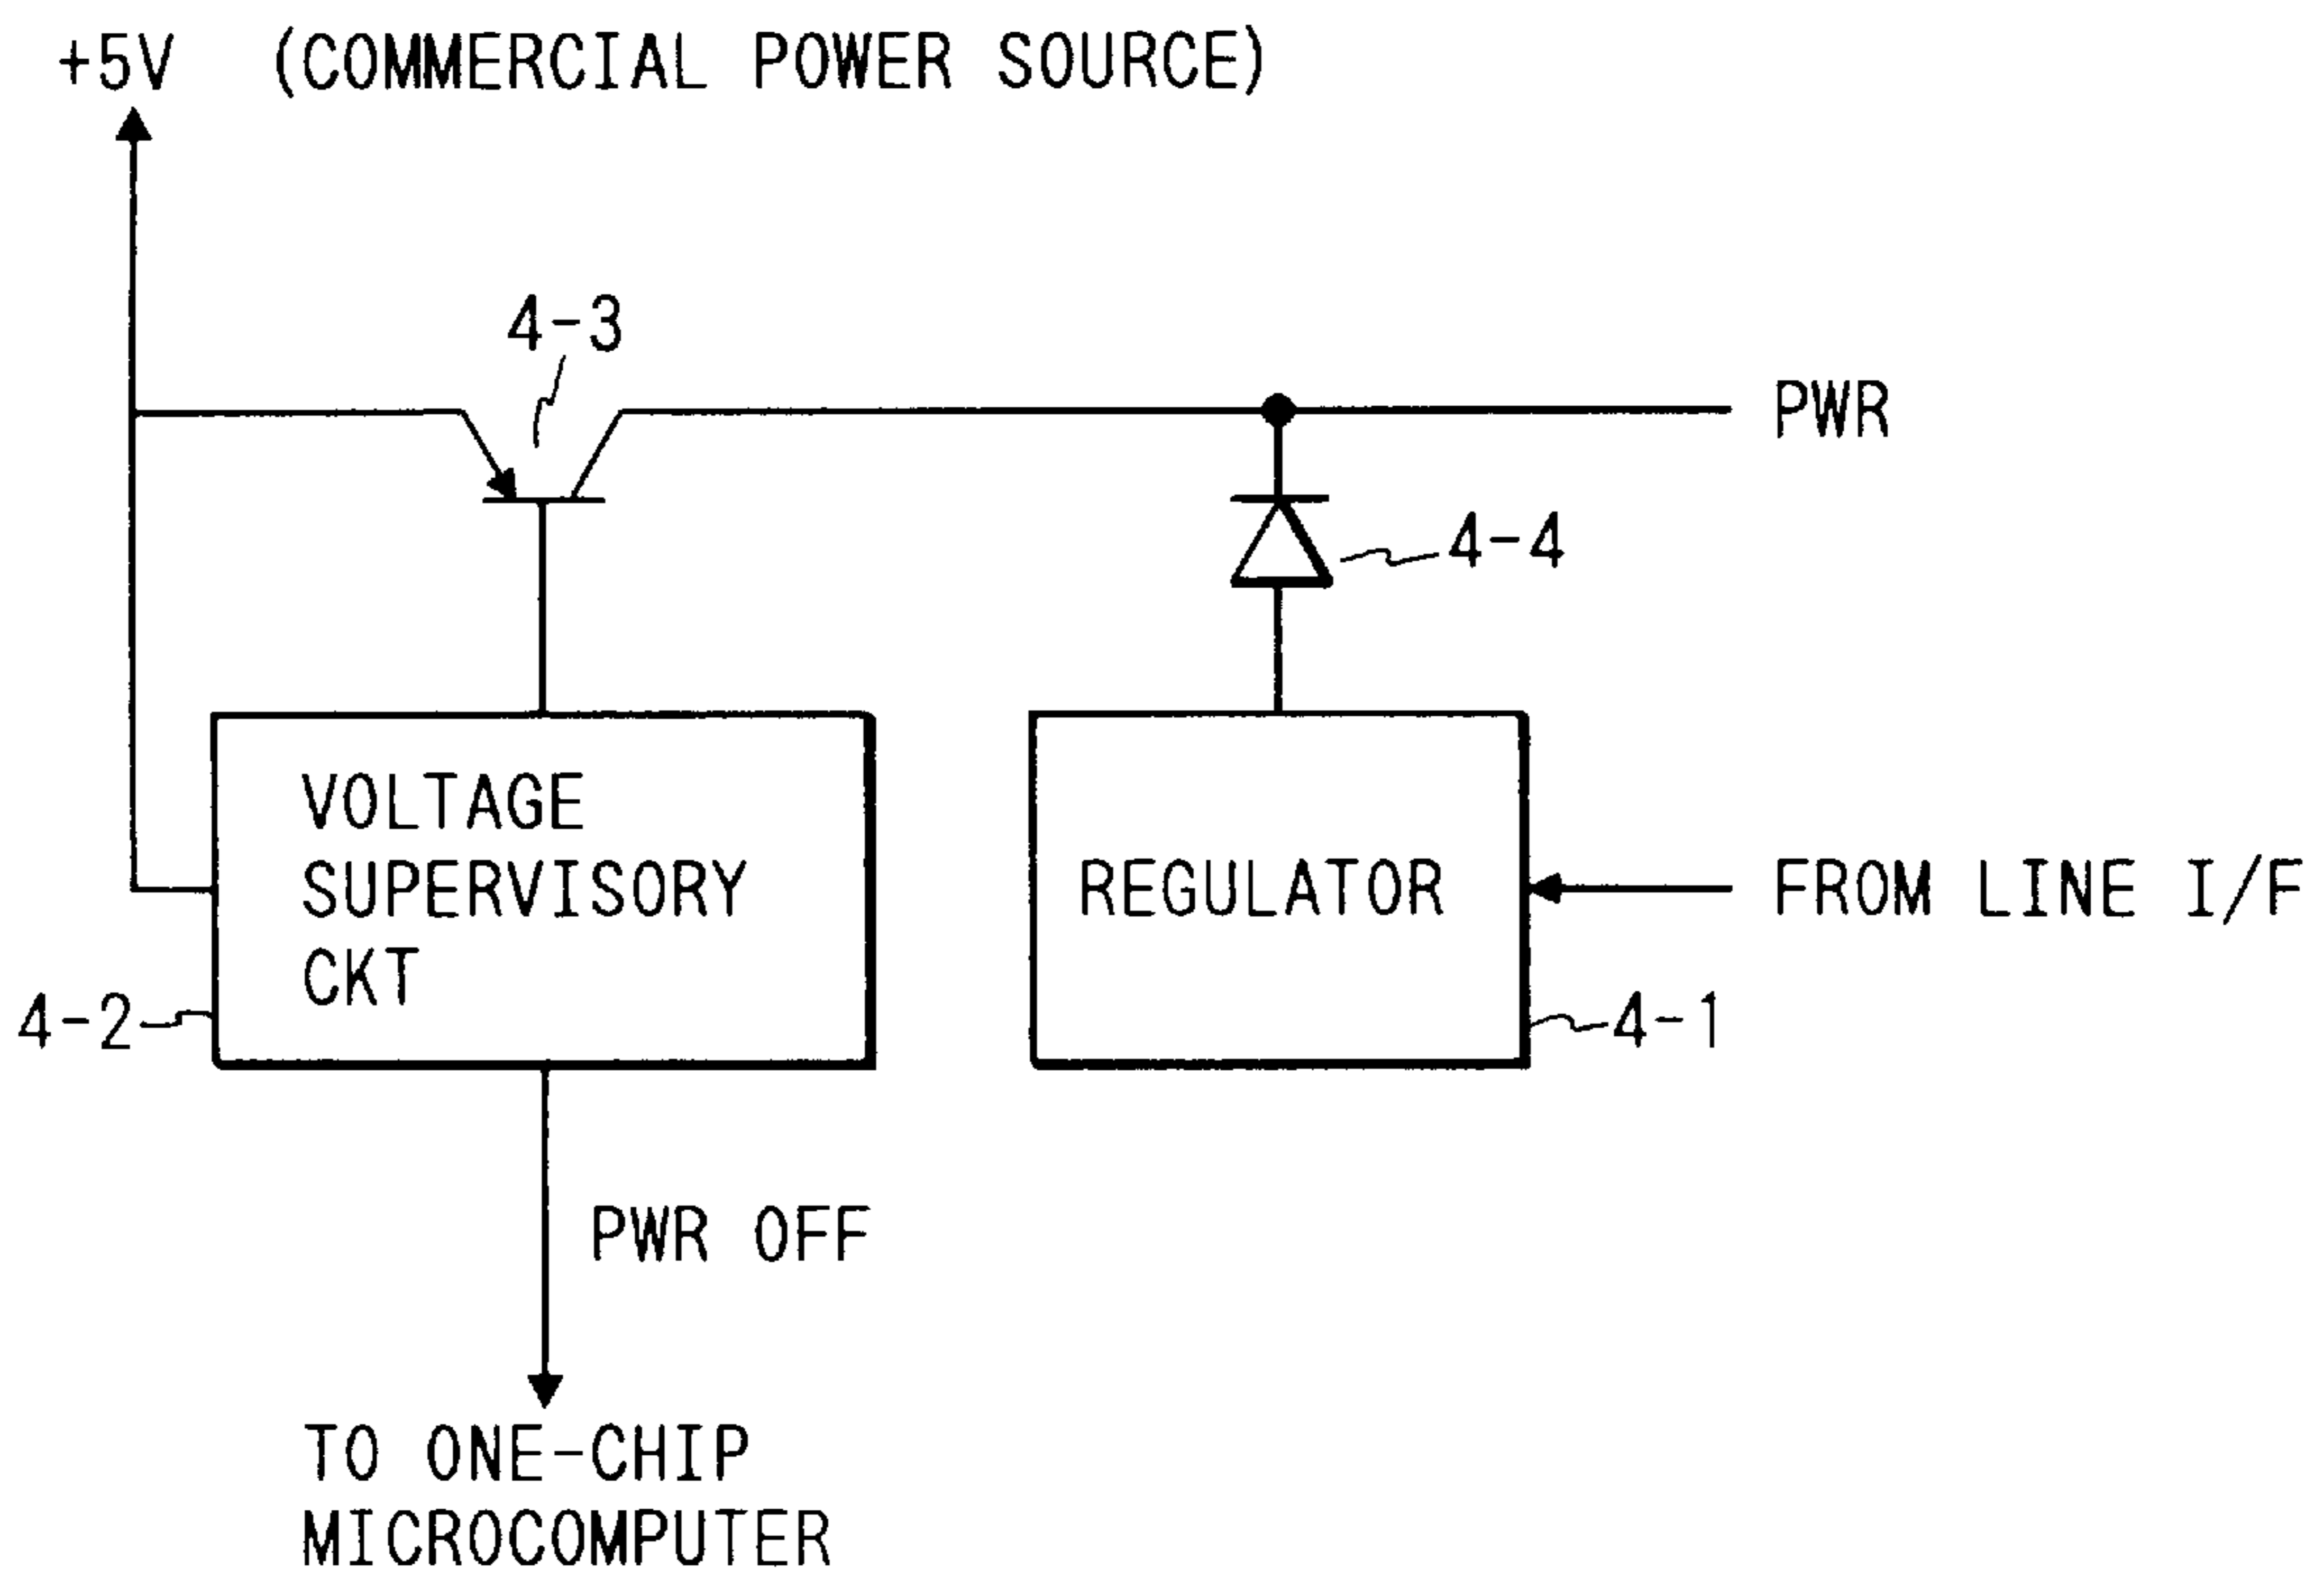 +5V (COMMERCIAL POWER SOURCE)
4-3
PWR
4-4
VOLTAGE
SUPERVISORY
CKT
REGULATOR
FROM LINE I/F
4-2
4-1
PWR OFF
TO ONE-CHIP
MICROCOMPUTER